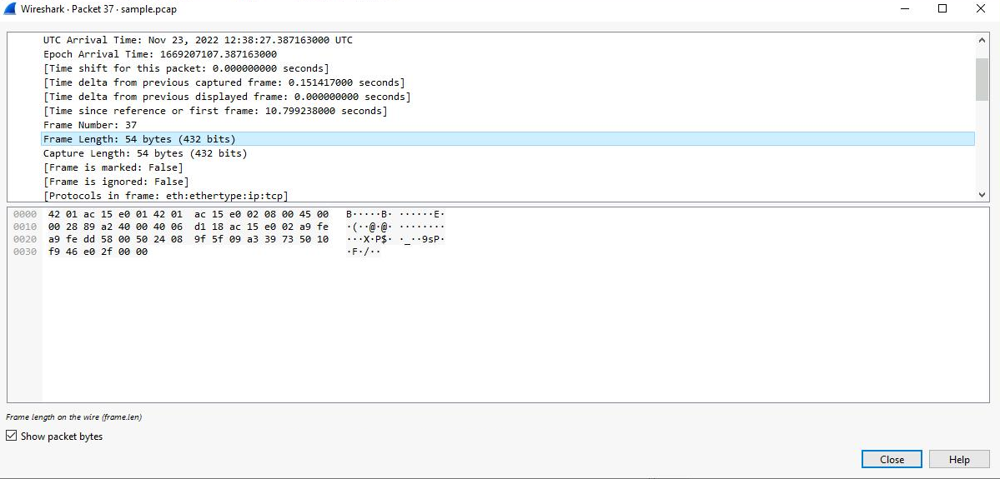 Wireshark · Packet 37 · sample.pcap
UTC Arrival Time: Nov 23, 2022 12:38:27.387163000 UTC
Epoch Arrival Time: 1669207107.387163000
[Time shift for this packet: 0.000000000 seconds]
[Time delta from previous captured frame: 0.151417000 seconds]
[Time delta from previous displayed frame: 0.000000000 seconds]
[Time since reference or first frame: 10.799238000 seconds]
Frame Number: 37
Frame Length: 54 bytes (432 bits)
Capture Length: 54 bytes (432 bits)
[Frame is marked: False]
[Frame is ignored: False]
[Protocols in frame: eth:ethertype:ip:tcp]
0000 42 01 ac 15 e0 01 42 01 ac 15 e0 02 08 00 45 00 B·····B· ······E·
0010 00 28 89 a2 40 00 40 06 d1 18 ac 15 e0 02 a9 fe ·(··@·@· ········
0020 a9 fe dd 58 00 50 24 08 9f 5f 09 a3 39 73 50 10 ···X·P$· ·_··9sP·
0030 f9 46 e0 2f 00 00 ·F·/··
Frame length on the wire (frame.len)
Show packet bytes
Close Help